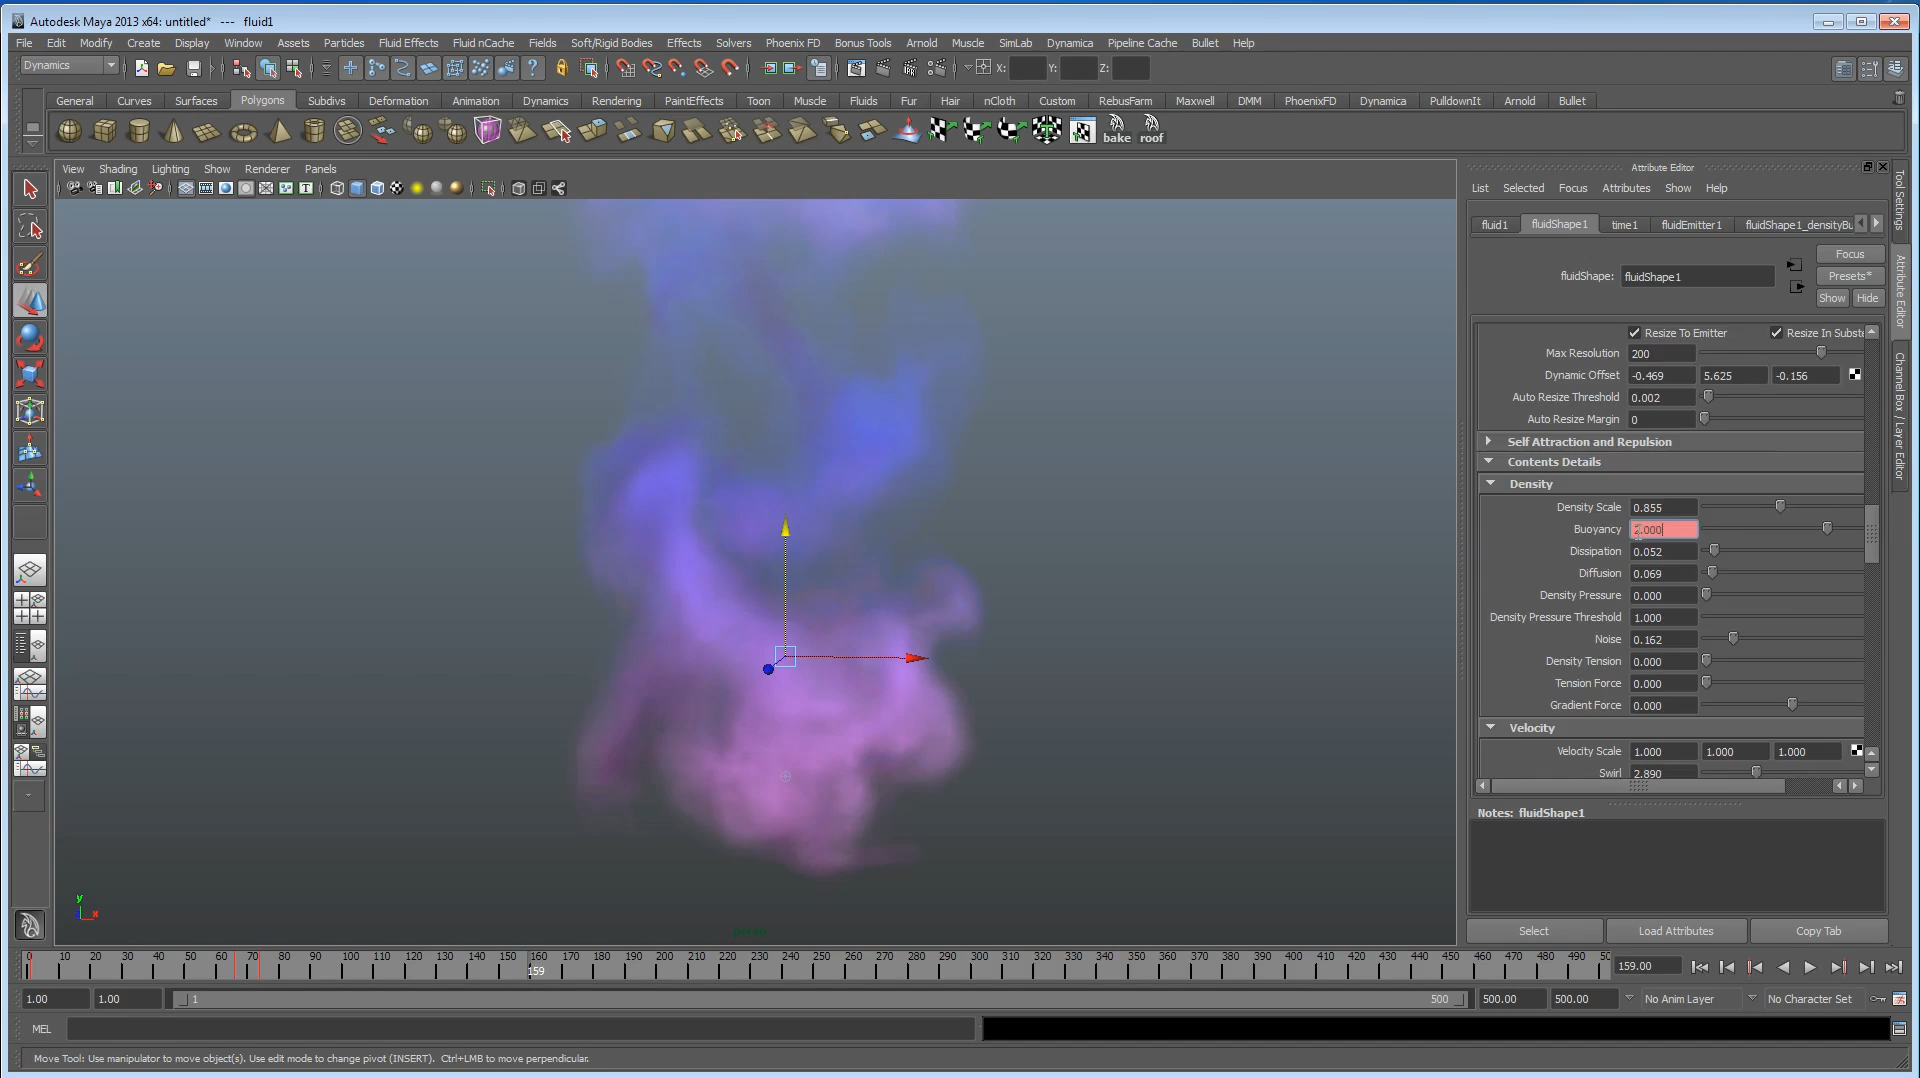 Autodesk Maya 2013 x64: untitled* --- fluid1
File Edit Modify Create Display Window Assets Particles Fluid Effects Fluid nCache Fields Soft/Rigid Bodies Effects Solvers Phoenix FD Bonus Tools Arnold Muscle SimLab Dynamica Pipeline Cache Bullet Help
Dynamics X: Y: Z:
General Curves Surfaces Polygons Subdivs Deformation Animation Dynamics Rendering PaintEffects Toon Muscle Fluids Fur Hair nCloth Custom RebusFarm Maxwell DMM PhoenixFD Dynamica PulldownIt Arnold Bullet
bake roof
View Shading Lighting Show Renderer Panels
Attribute Editor
List Selected Focus Attributes Show Help
fluid1 fluidShape1 time1 fluidEmitter1 fluidShape1_densityBu
Focus
fluidShape: fluidShape1
Presets*
Show Hide
Resize To Emitter Resize In Subste
Max Resolution 200
Dynamic Offset -0.469 5.625 -0.156
Auto Resize Threshold 0.002
Auto Resize Margin 0
Self Attraction and Repulsion
Contents Details
Density
Density Scale 0.855
Buoyancy 2.000
Dissipation 0.052
Diffusion 0.069
Density Pressure 0.000
Density Pressure Threshold 1.000
Noise 0.162
Density Tension 0.000
Tension Force 0.000
Gradient Force 0.000
Velocity
Velocity Scale 1.000 1.000 1.000
Swirl 2.890
Notes: fluidShape1
Select Load Attributes Copy Tab
Tool Settings
Attribute Editor
Channel Box / Layer Editor
y
x
persp
0 10 20 30 40 50 60 70 80 90 100 110 120 130 140 150 160 170 180 190 200 210 220 230 240 250 260 270 280 290 300 310 320 330 340 350 360 370 380 390 400 410 420 430 440 450 460 470 480 490 50
159
159.00
1.00 1.00 1 500 500.00 500.00 No Anim Layer No Character Set
MEL
Move Tool: Use manipulator to move object(s). Use edit mode to change pivot (INSERT). Ctrl+LMB to move perpendicular.